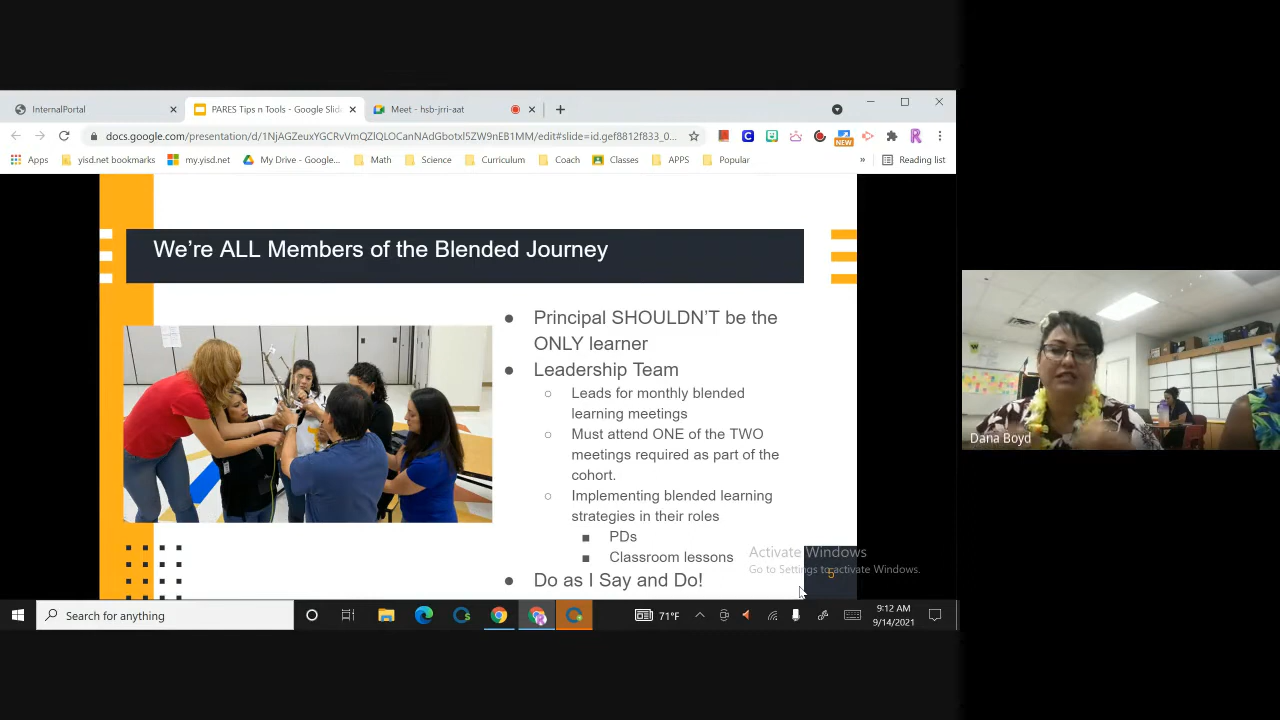 InternalPortal
PARES Tips n Tools - Google Slid
Meet - hsb-jrri-aat
docs.google.com/presentation/d/1NjAGZeuxYGCRvVmQZlQLOCanNAdGbotxI5ZW9nEB1MM/edit#slide=id.gef8812f833_0...
NEW
Apps
yisd.net bookmarks
my.yisd.net
My Drive - Google...
Math
Science
Curriculum
Coach
Classes
APPS
Popular
»
Reading list
We're ALL Members of the Blended Journey
● Principal SHOULDN'T be the
ONLY learner
● Leadership Team
○ Leads for monthly blended
learning meetings
○ Must attend ONE of the TWO
meetings required as part of the
cohort.
○ Implementing blended learning
strategies in their roles
■ PDs
■ Classroom lessons
● Do as I Say and Do!
5
Activate Windows
Go to Settings to activate Windows.
Dana Boyd
Search for anything
71°F
9:12 AM
9/14/2021